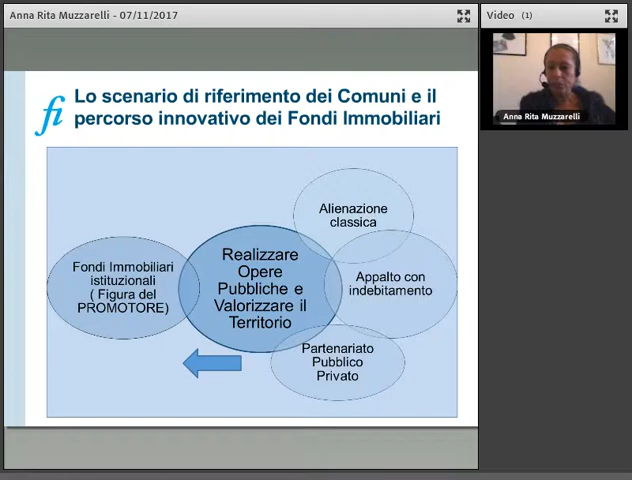 Anna Rita Muzzarelli - 07/11/2017
Video (1)
Anna Rita Muzzarelli
fi
Lo scenario di riferimento dei Comuni e il
percorso innovativo dei Fondi Immobiliari
Alienazione
classica
Fondi Immobiliari
istituzionali
( Figura del
PROMOTORE)
Realizzare
Opere
Pubbliche e
Valorizzare il
Territorio
Appalto con
indebitamento
Partenariato
Pubblico
Privato